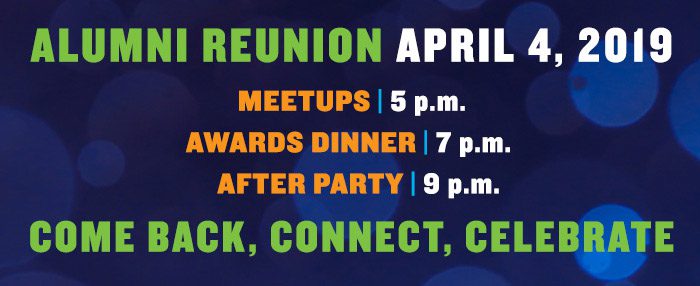 ALUMNI REUNION APRIL 4, 2019
MEETUPS | 5 p.m.
AWARDS DINNER | 7 p.m.
AFTER PARTY | 9 p.m.
COME BACK, CONNECT, CELEBRATE